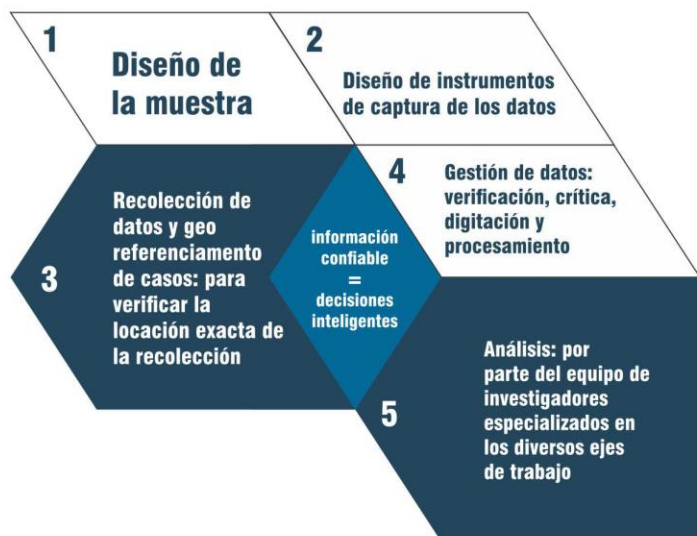 1
Diseño de
la muestra
2
Diseño de instrumentos
de captura de los datos
3
Recolección de
datos y geo
referenciamento
de casos: para
verificar la
locación exacta de
la recolección
información
confiable
=
decisiones
inteligentes
4
Gestión de datos:
verificación, crítica,
digitación y
procesamiento
5
Análisis: por
parte del equipo de
investigadores
especializados en
los diversos ejes
de trabajo